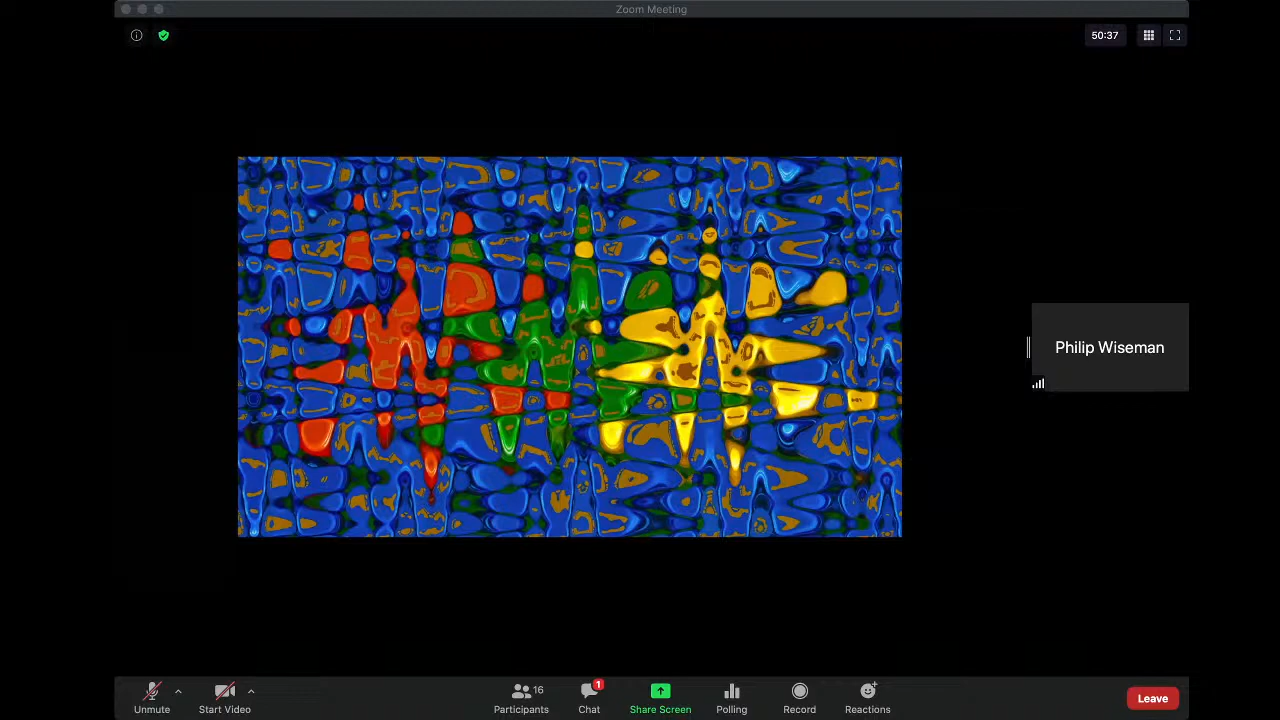 Zoom Meeting
50:37
Philip Wiseman
Unmute
Start Video
16
Participants
1
Chat
Share Screen
Polling
Record
Reactions
Leave